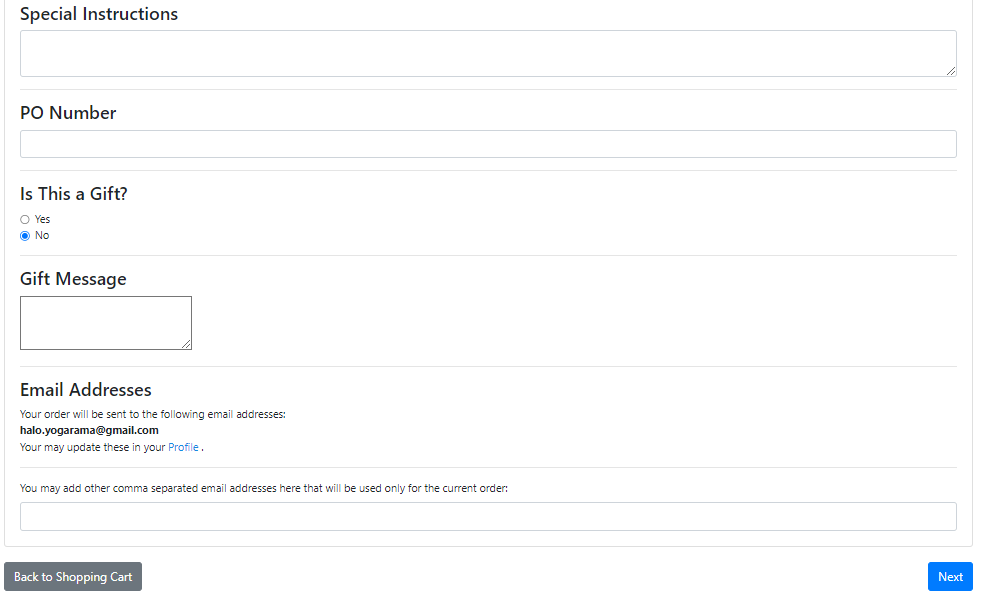 Special Instructions
PO Number
Is This a Gift?
Yes
No
Gift Message
Email Addresses
Your order will be sent to the following email addresses:
halo.yogarama@gmail.com
Your may update these in your Profile .
You may add other comma separated email addresses here that will be used only for the current order:
Back to Shopping Cart
Next